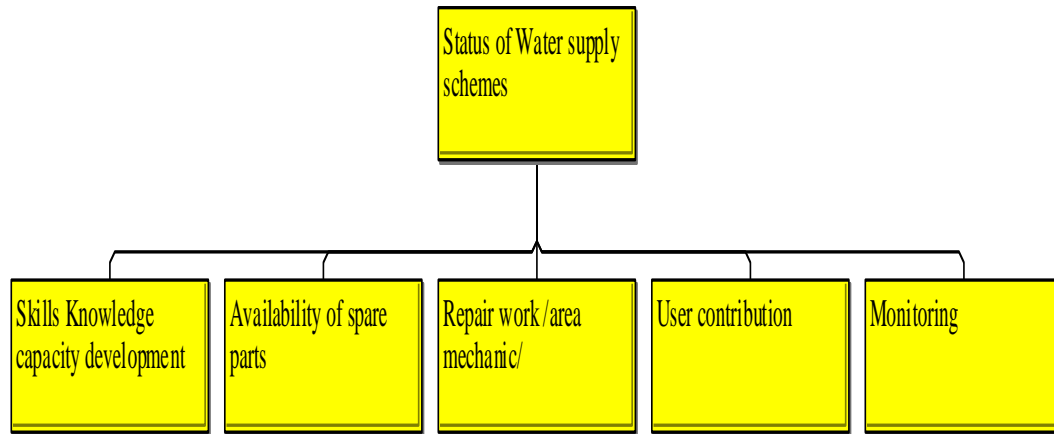 Status of Water supply
schemes
Skills Knowledge
capacity development
Availability of spare
parts
Repair work /area
mechanic/
User contribution
Monitoring